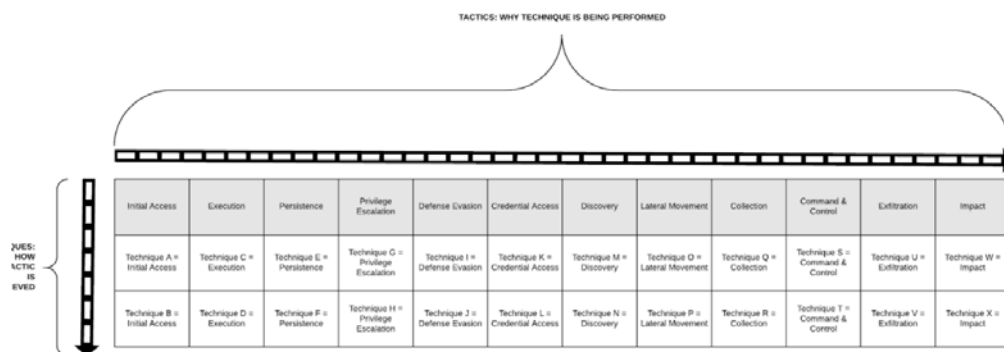 TACTICS: WHY TECHNIQUE IS BEING PERFORMED
Initial Access
Execution
Persistence
Privilege
Escalation
Defense Evasion
Credential Access
Discovery
Lateral Movement
Collection
Command &
Control
Exfiltration
Impact
QUES:
HOW
ACTIC
IS
EVED
Technique A =
Initial Access
Technique C =
Execution
Technique E =
Persistence
Technique G =
Privilege
Escalation
Technique I =
Defense Evasion
Technique K =
Credential Access
Technique M =
Discovery
Technique O =
Lateral Movement
Technique Q =
Collection
Technique S =
Command &
Control
Technique U =
Exfiltration
Technique W =
Impact
Technique B =
Initial Access
Technique D =
Execution
Technique F =
Persistence
Technique H =
Privilege
Escalation
Technique J =
Defense Evasion
Technique L =
Credential Access
Technique N =
Discovery
Technique P =
Lateral Movement
Technique R =
Collection
Technique T =
Command &
Control
Technique V =
Exfiltration
Technique X =
Impact